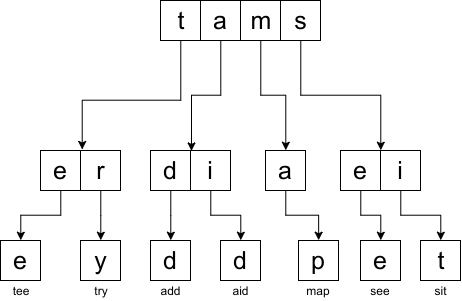 t a m s
e r d i a e i
e y d d p e t
tee try add aid map see sit